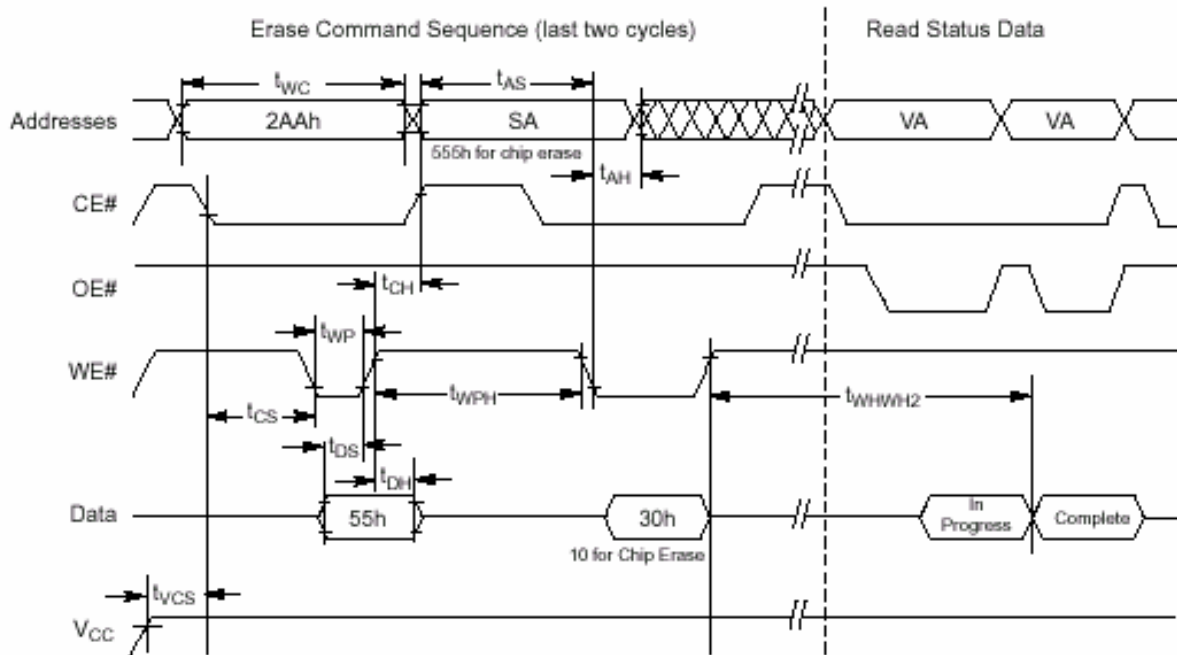 Erase Command Sequence (last two cycles)
Read Status Data
tWC
tAS
Addresses
2AAh
SA
VA
VA
555h for chip erase
tAH
CE#
OE#
tCH
tWP
WE#
tWPH
tWHWH2
tCS
tDS
tDH
Data
55h
30h
In
Progress
Complete
10 for Chip Erase
tVCS
VCC